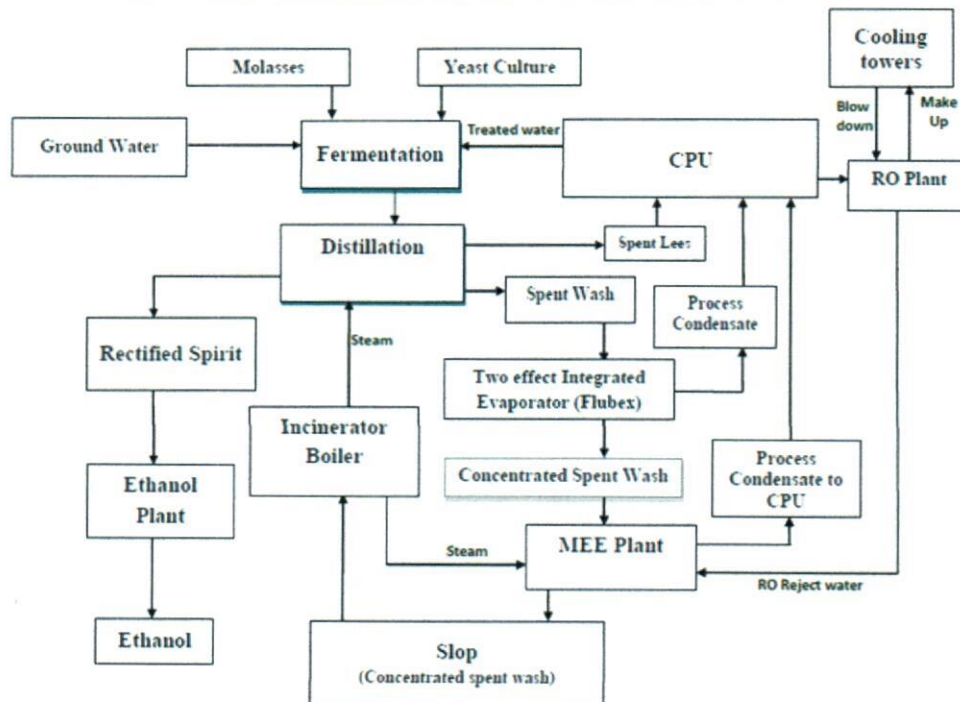 Cooling
towers
Molasses
Yeast Culture
Blow
down
Make
Up
Ground Water
Treated water
Fermentation
CPU
RO Plant
Distillation
Spent Lees
Spent Wash
Process
Condensate
Steam
Rectified Spirit
Two effect Integrated
Evaporator (Flubex)
Incinerator
Boiler
Concentrated Spent Wash
Process
Condensate to
CPU
Ethanol
Plant
MEE Plant
Steam
RO Reject water
Ethanol
Slop
(Concentrated spent wash)